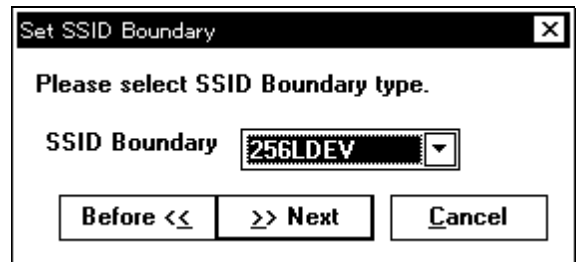 Set SSID Boundary
Please select SSID Boundary type.
SSID Boundary 256LDEV
Before << >> Next Cancel